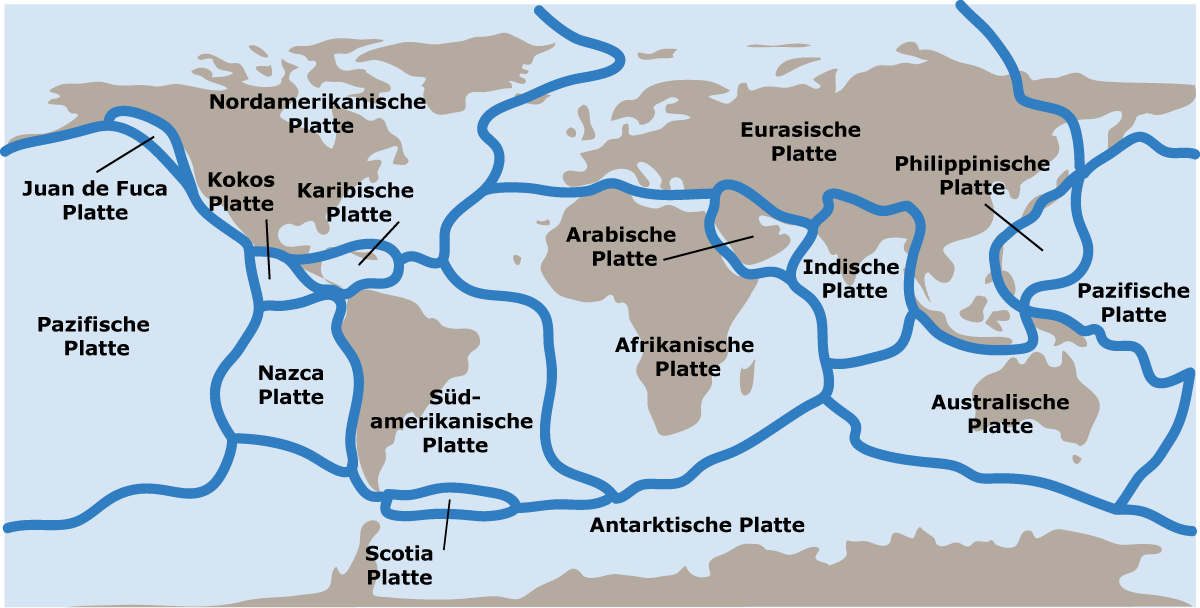 Nordamerikanische
Platte
Eurasische
Platte
Philippinische
Platte
Juan de Fuca
Platte
Kokos
Platte
Karibische
Platte
Arabische
Platte
Indische
Platte
Pazifische
Platte
Pazifische
Platte
Afrikanische
Platte
Nazca
Platte
Süd-
amerikanische
Platte
Australische
Platte
Antarktische Platte
Scotia
Platte